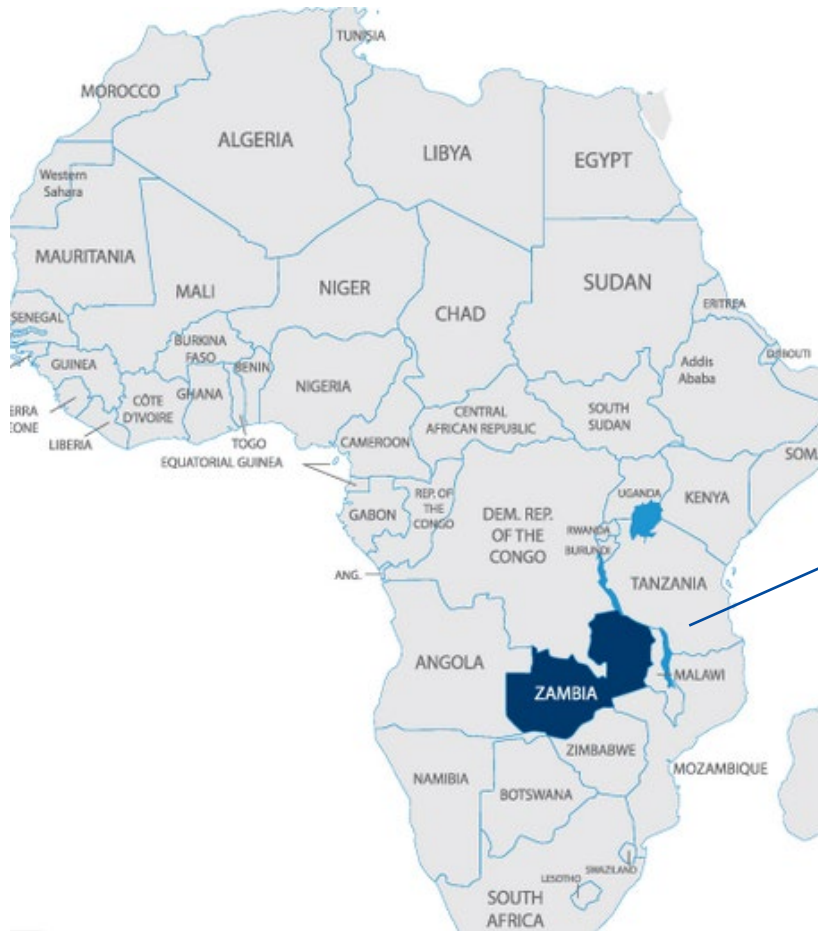 TUNISIA
MOROCCO
ALGERIA
LIBYA
EGYPT
Western
Sahara
MAURITANIA
MALI
NIGER
CHAD
SUDAN
ERITREA
SENEGAL
BURKINA
FASO
BENIN
NIGERIA
GUINEA
CÔTE
D'IVOIRE
GHANA
Addis
Ababa
DJIBOUTI
CENTRAL
AFRICAN REPUBLIC
SOUTH
SUDAN
ERRA
EONE
LIBERIA
TOGO
CAMEROON
EQUATORIAL GUINEA
SOM
UGANDA
KENYA
GABON
REP. OF
THE
CONGO
DEM. REP.
OF THE
CONGO
RWANDA
BURUNDI
ANG.
TANZANIA
ANGOLA
ZAMBIA
MALAWI
ZIMBABWE
MOZAMBIQUE
NAMIBIA
BOTSWANA
SWAZILAND
LESOTHO
SOUTH
AFRICA